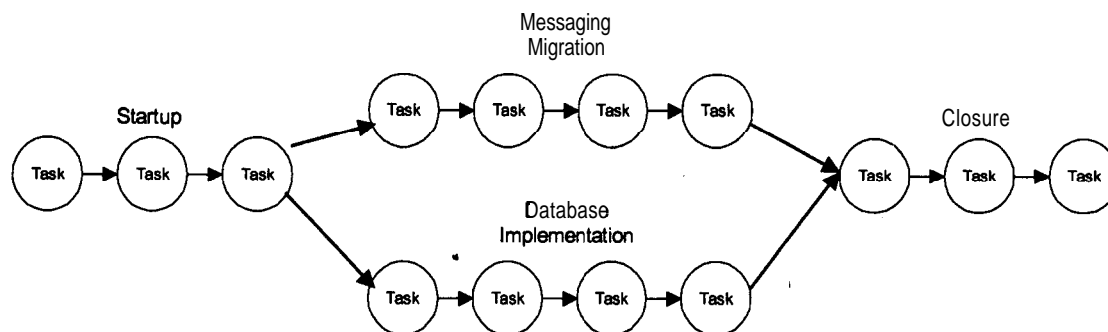 Messaging
Migration
Task Task Task Task
Startup
Closure
Task Task Task
Task Task Task
Database
Implementation
Task Task Task Task